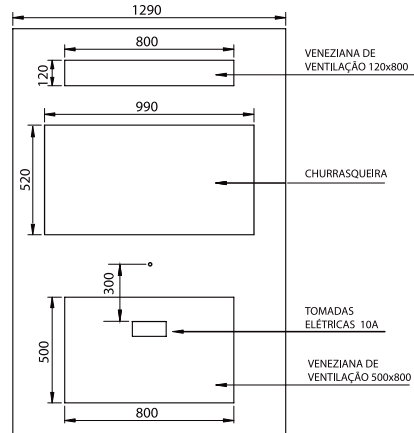 1290
800
120
VENEZIANA DE
VENTILAÇÃO 120x800
990
520
CHURRASQUEIRA
300
TOMADAS
ELÉTRICAS 10A
500
VENEZIANA DE
VENTILAÇÃO 500x800
800